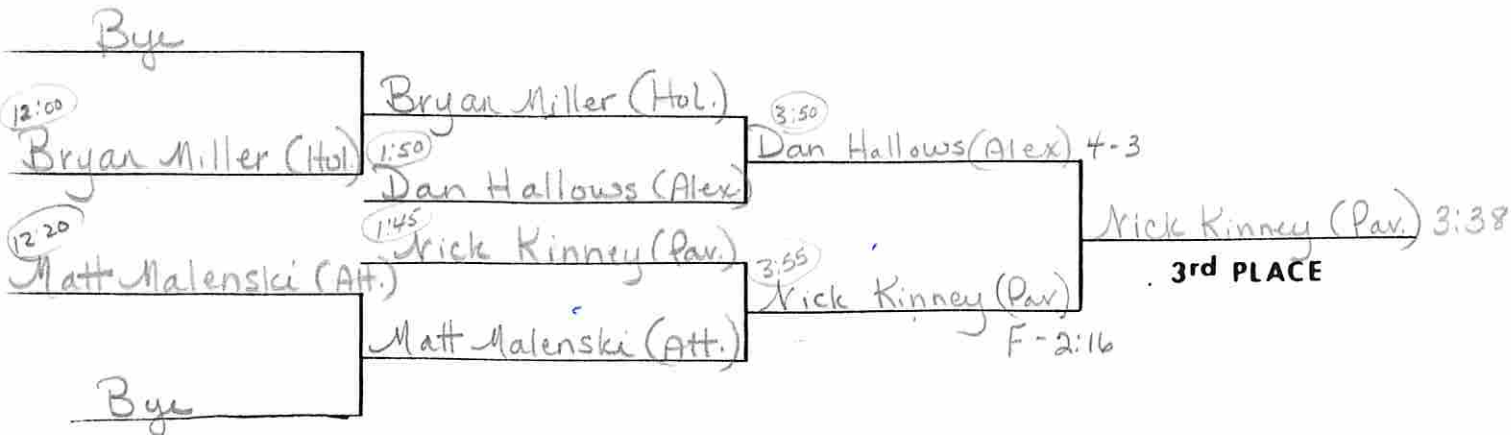 Bye
12:00
Bryan Miller (Hol.)
Bryan Miller (Hol.)
1:50
Dan Hallows (Alex.)
3:50
Dan Hallows (Alex) 4-3
12:20
Matt Malenski (Att.)
1:45
Nick Kinney (Pav.)
3:55
Nick Kinney (Pav)
F-2:16
Matt Malenski (Att.)
Bye
Nick Kinney (Pav.) 3:38
3rd PLACE